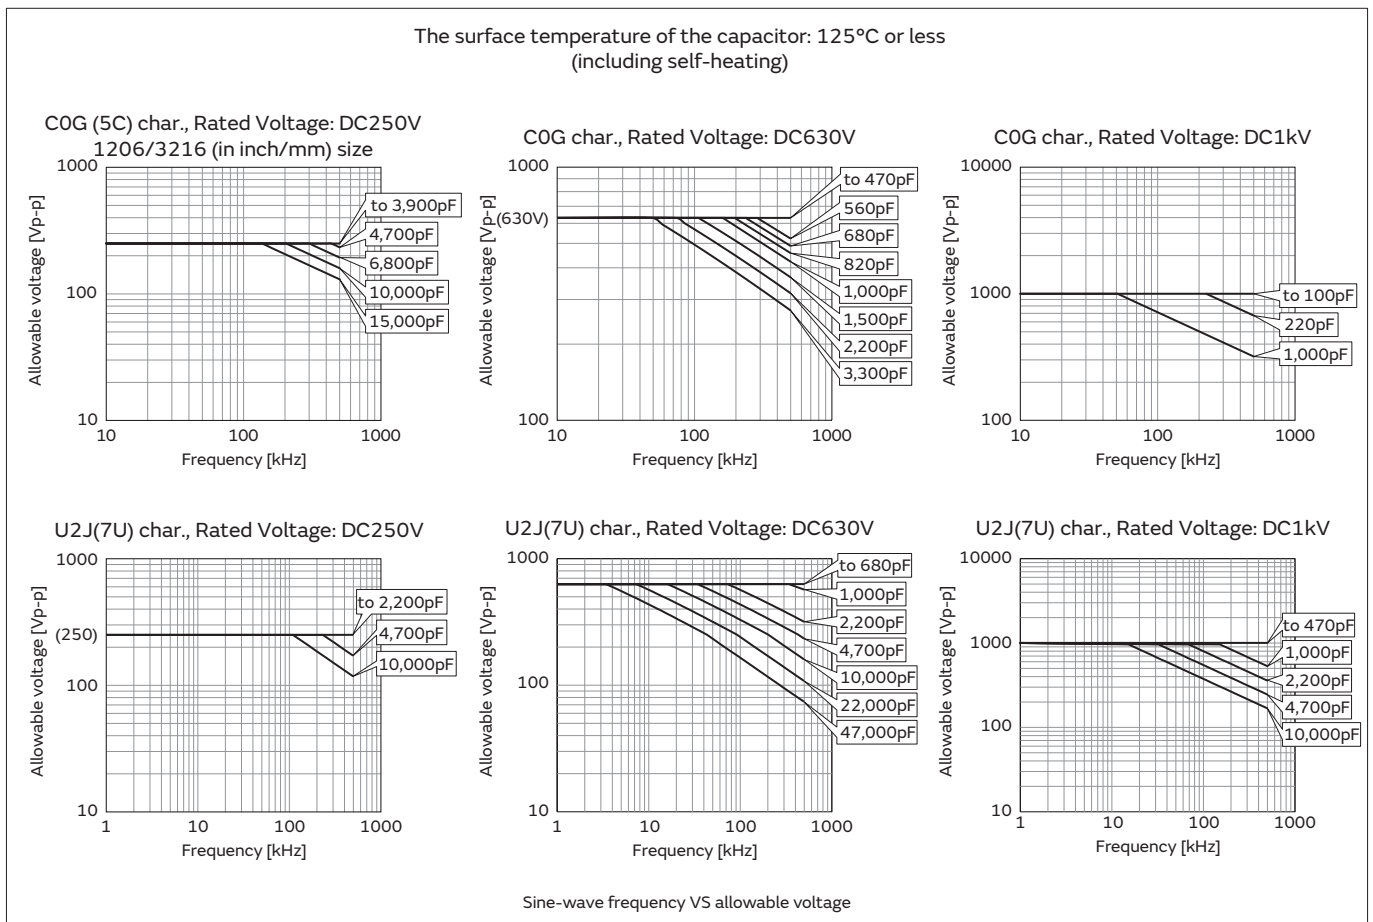 The surface temperature of the capacitor: 125°C or less
(including self-heating)
C0G (5C) char., Rated Voltage: DC250V
1206/3216 (in inch/mm) size
Allowable voltage [Vp-p]
1000
100
10
10
100
1000
Frequency [kHz]
to 3,900pF
4,700pF
6,800pF
10,000pF
15,000pF
C0G char., Rated Voltage: DC630V
Allowable voltage [Vp-p]
1000
(630V)
100
10
100
1000
Frequency [kHz]
to 470pF
560pF
680pF
820pF
1,000pF
1,500pF
2,200pF
3,300pF
C0G char., Rated Voltage: DC1kV
Allowable voltage [Vp-p]
10000
1000
100
10
100
1000
Frequency [kHz]
to 100pF
220pF
1,000pF
U2J(7U) char., Rated Voltage: DC250V
Allowable voltage [Vp-p]
1000
(250)
100
10
1
10
100
1000
Frequency [kHz]
to 2,200pF
4,700pF
10,000pF
U2J(7U) char., Rated Voltage: DC630V
Allowable voltage [Vp-p]
1000
100
10
1
10
100
1000
Frequency [kHz]
to 680pF
1,000pF
2,200pF
4,700pF
10,000pF
22,000pF
47,000pF
U2J(7U) char., Rated Voltage: DC1kV
Allowable voltage [Vp-p]
10000
1000
100
10
1
10
100
1000
Frequency [kHz]
to 470pF
1,000pF
2,200pF
4,700pF
10,000pF
Sine-wave frequency VS allowable voltage